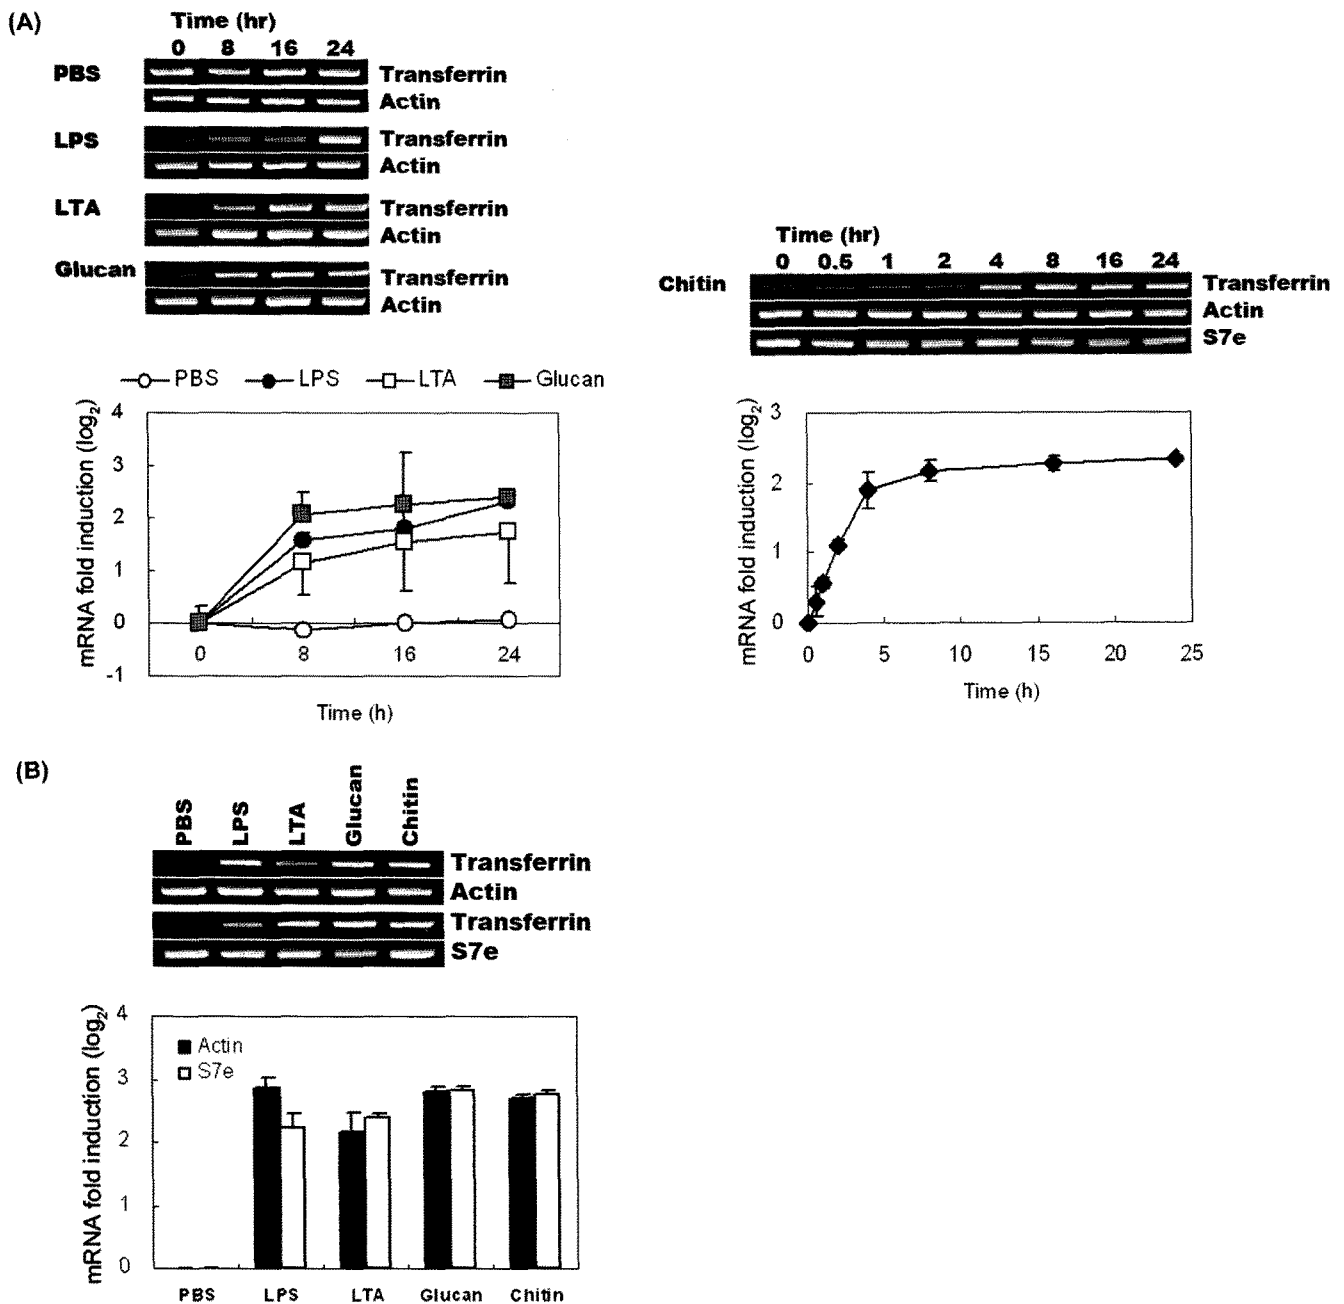 (A)
Time (hr)
0 8 16 24
PBS Transferrin
Actin
LPS Transferrin
Actin
LTA Transferrin
Actin
Glucan Transferrin
Actin
Time (hr)
0 0.5 1 2 4 8 16 24
Chitin Transferrin
Actin
S7e
PBS LPS LTA Glucan
mRNA fold induction (log2)
4
3
2
1
0
-1
0 8 16 24
Time (h)
mRNA fold induction (log2)
3
2
1
0
0 5 10 15 20 25
Time (h)
(B)
PBS LPS LTA Glucan Chitin
Transferrin
Actin
Transferrin
S7e
mRNA fold induction (log2)
4
3
2
1
0
Actin
S7e
PBS LPS LTA Glucan Chitin